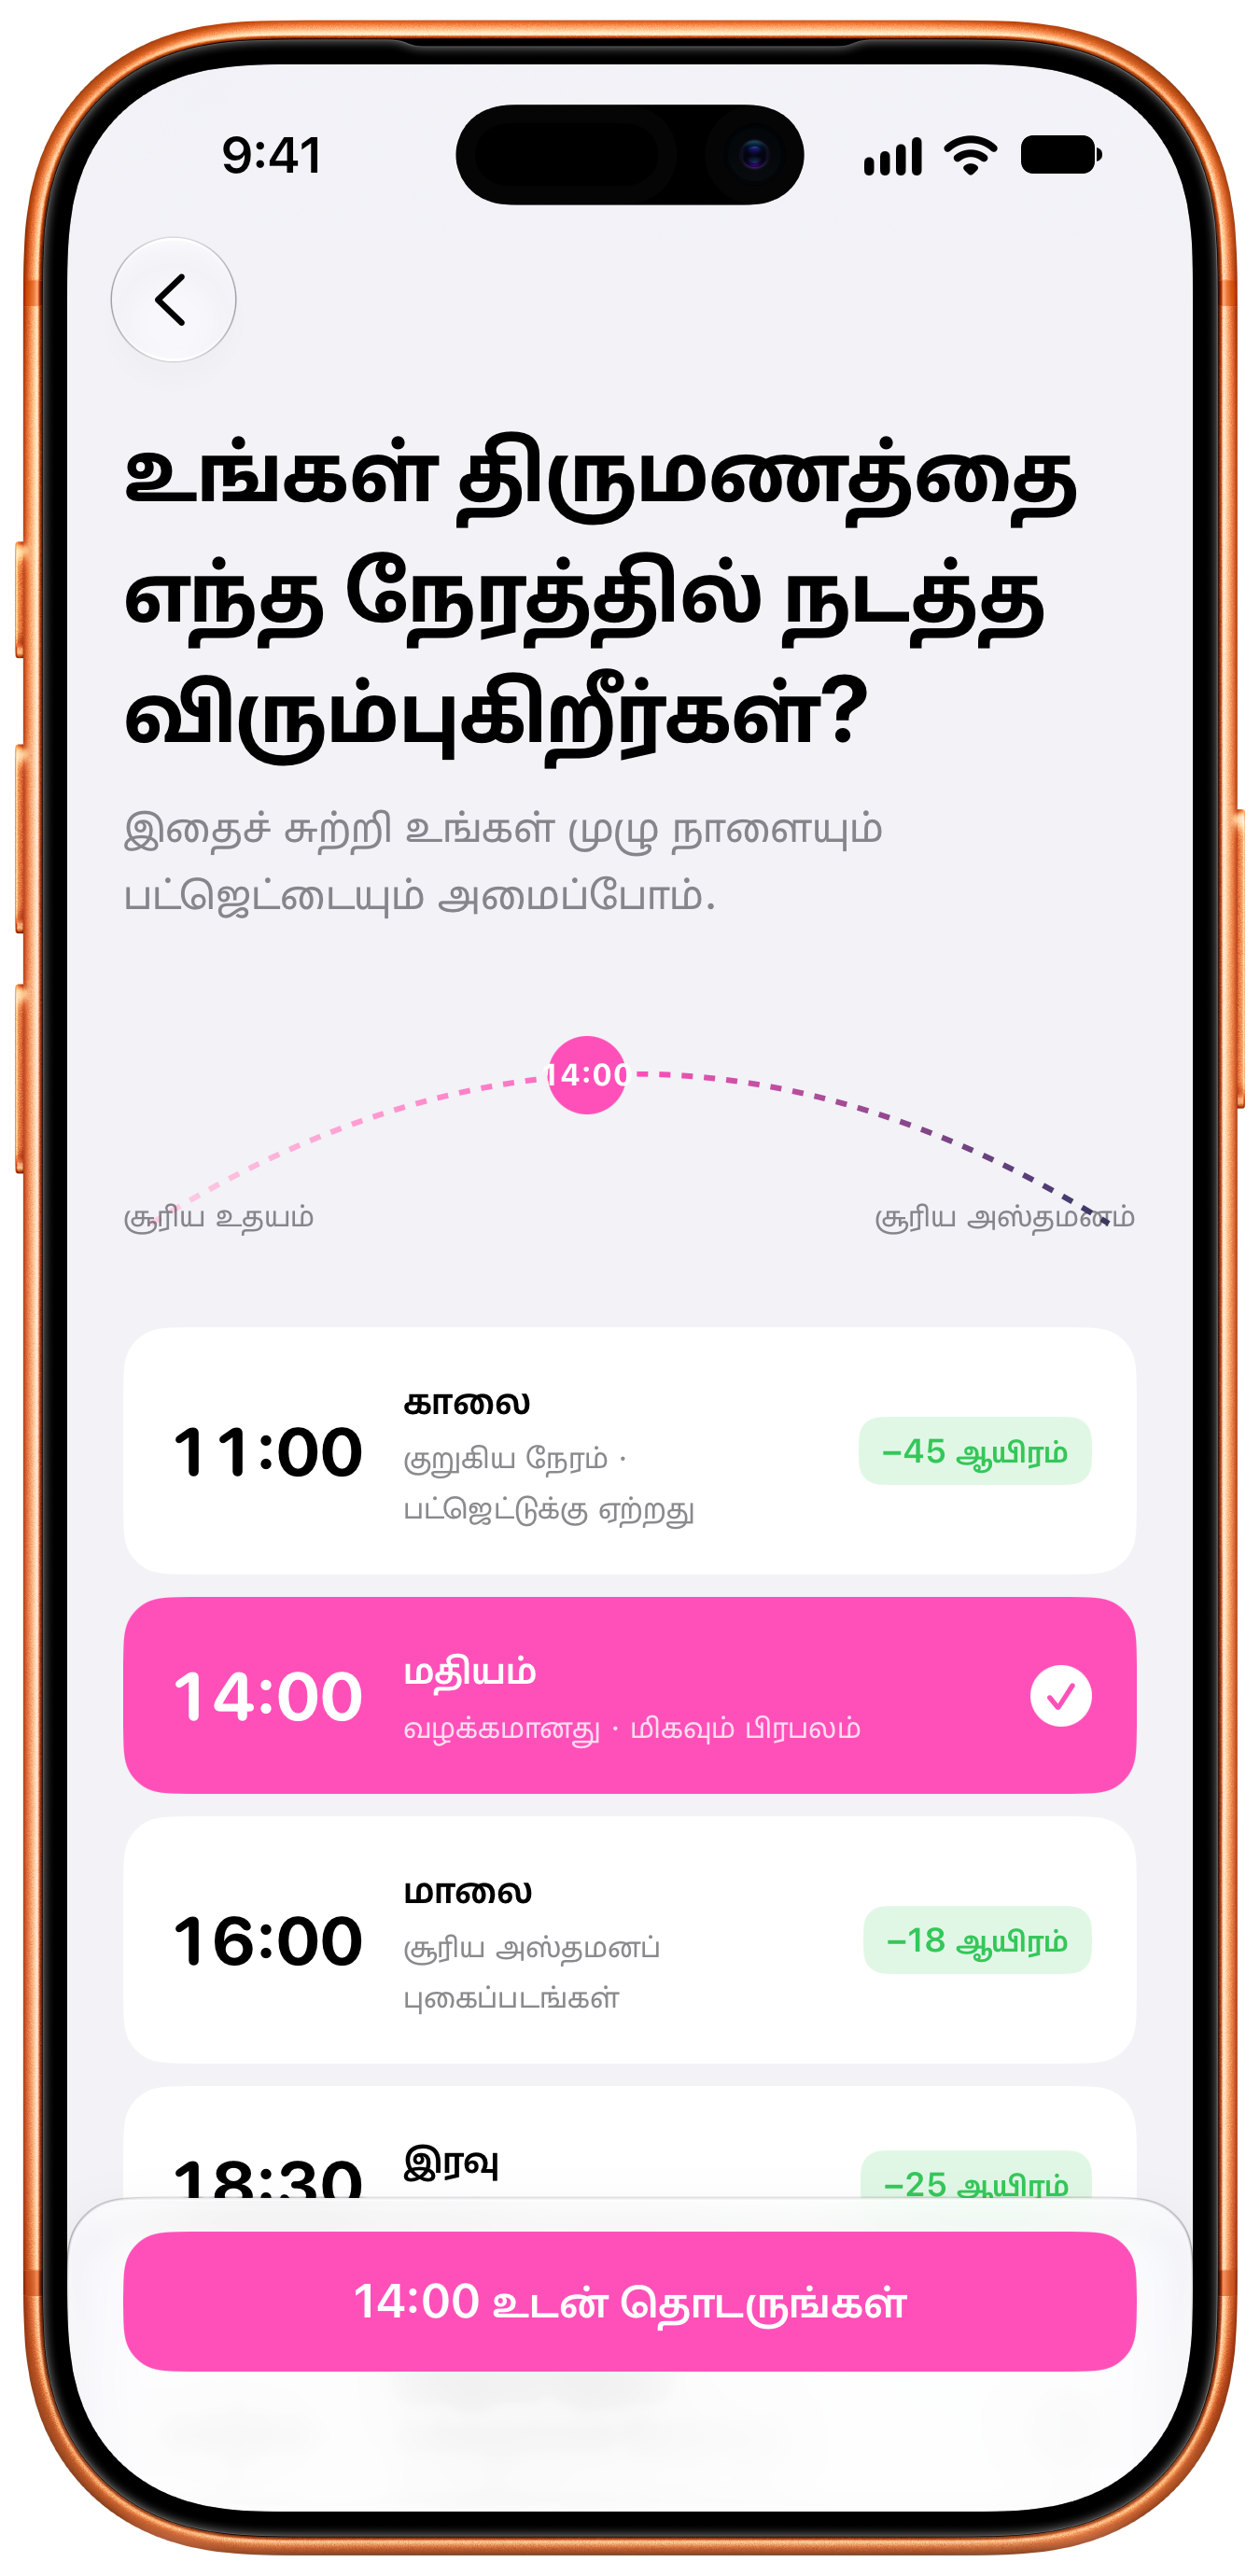 9:41
உங்கள் திருமணத்தை
எந்த நேரத்தில் நடத்த
விரும்புகிறீர்கள்?
இதைச் சுற்றி உங்கள் முழு நாளையும்
பட்ஜெட்டையும் அமைப்போம்.
14:00
சூரிய உதயம்
சூரிய அஸ்தமனம்
11:00
காலை
குறுகிய நேரம் ·
பட்ஜெட்டுக்கு ஏற்றது
–45 ஆயிரம்
14:00
மதியம்
வழக்கமானது · மிகவும் பிரபலம்
16:00
மாலை
சூரிய அஸ்தமனப்
புகைப்படங்கள்
–18 ஆயிரம்
18:30
இரவு
–25 ஆயிரம்
14:00 உடன் தொடருங்கள்